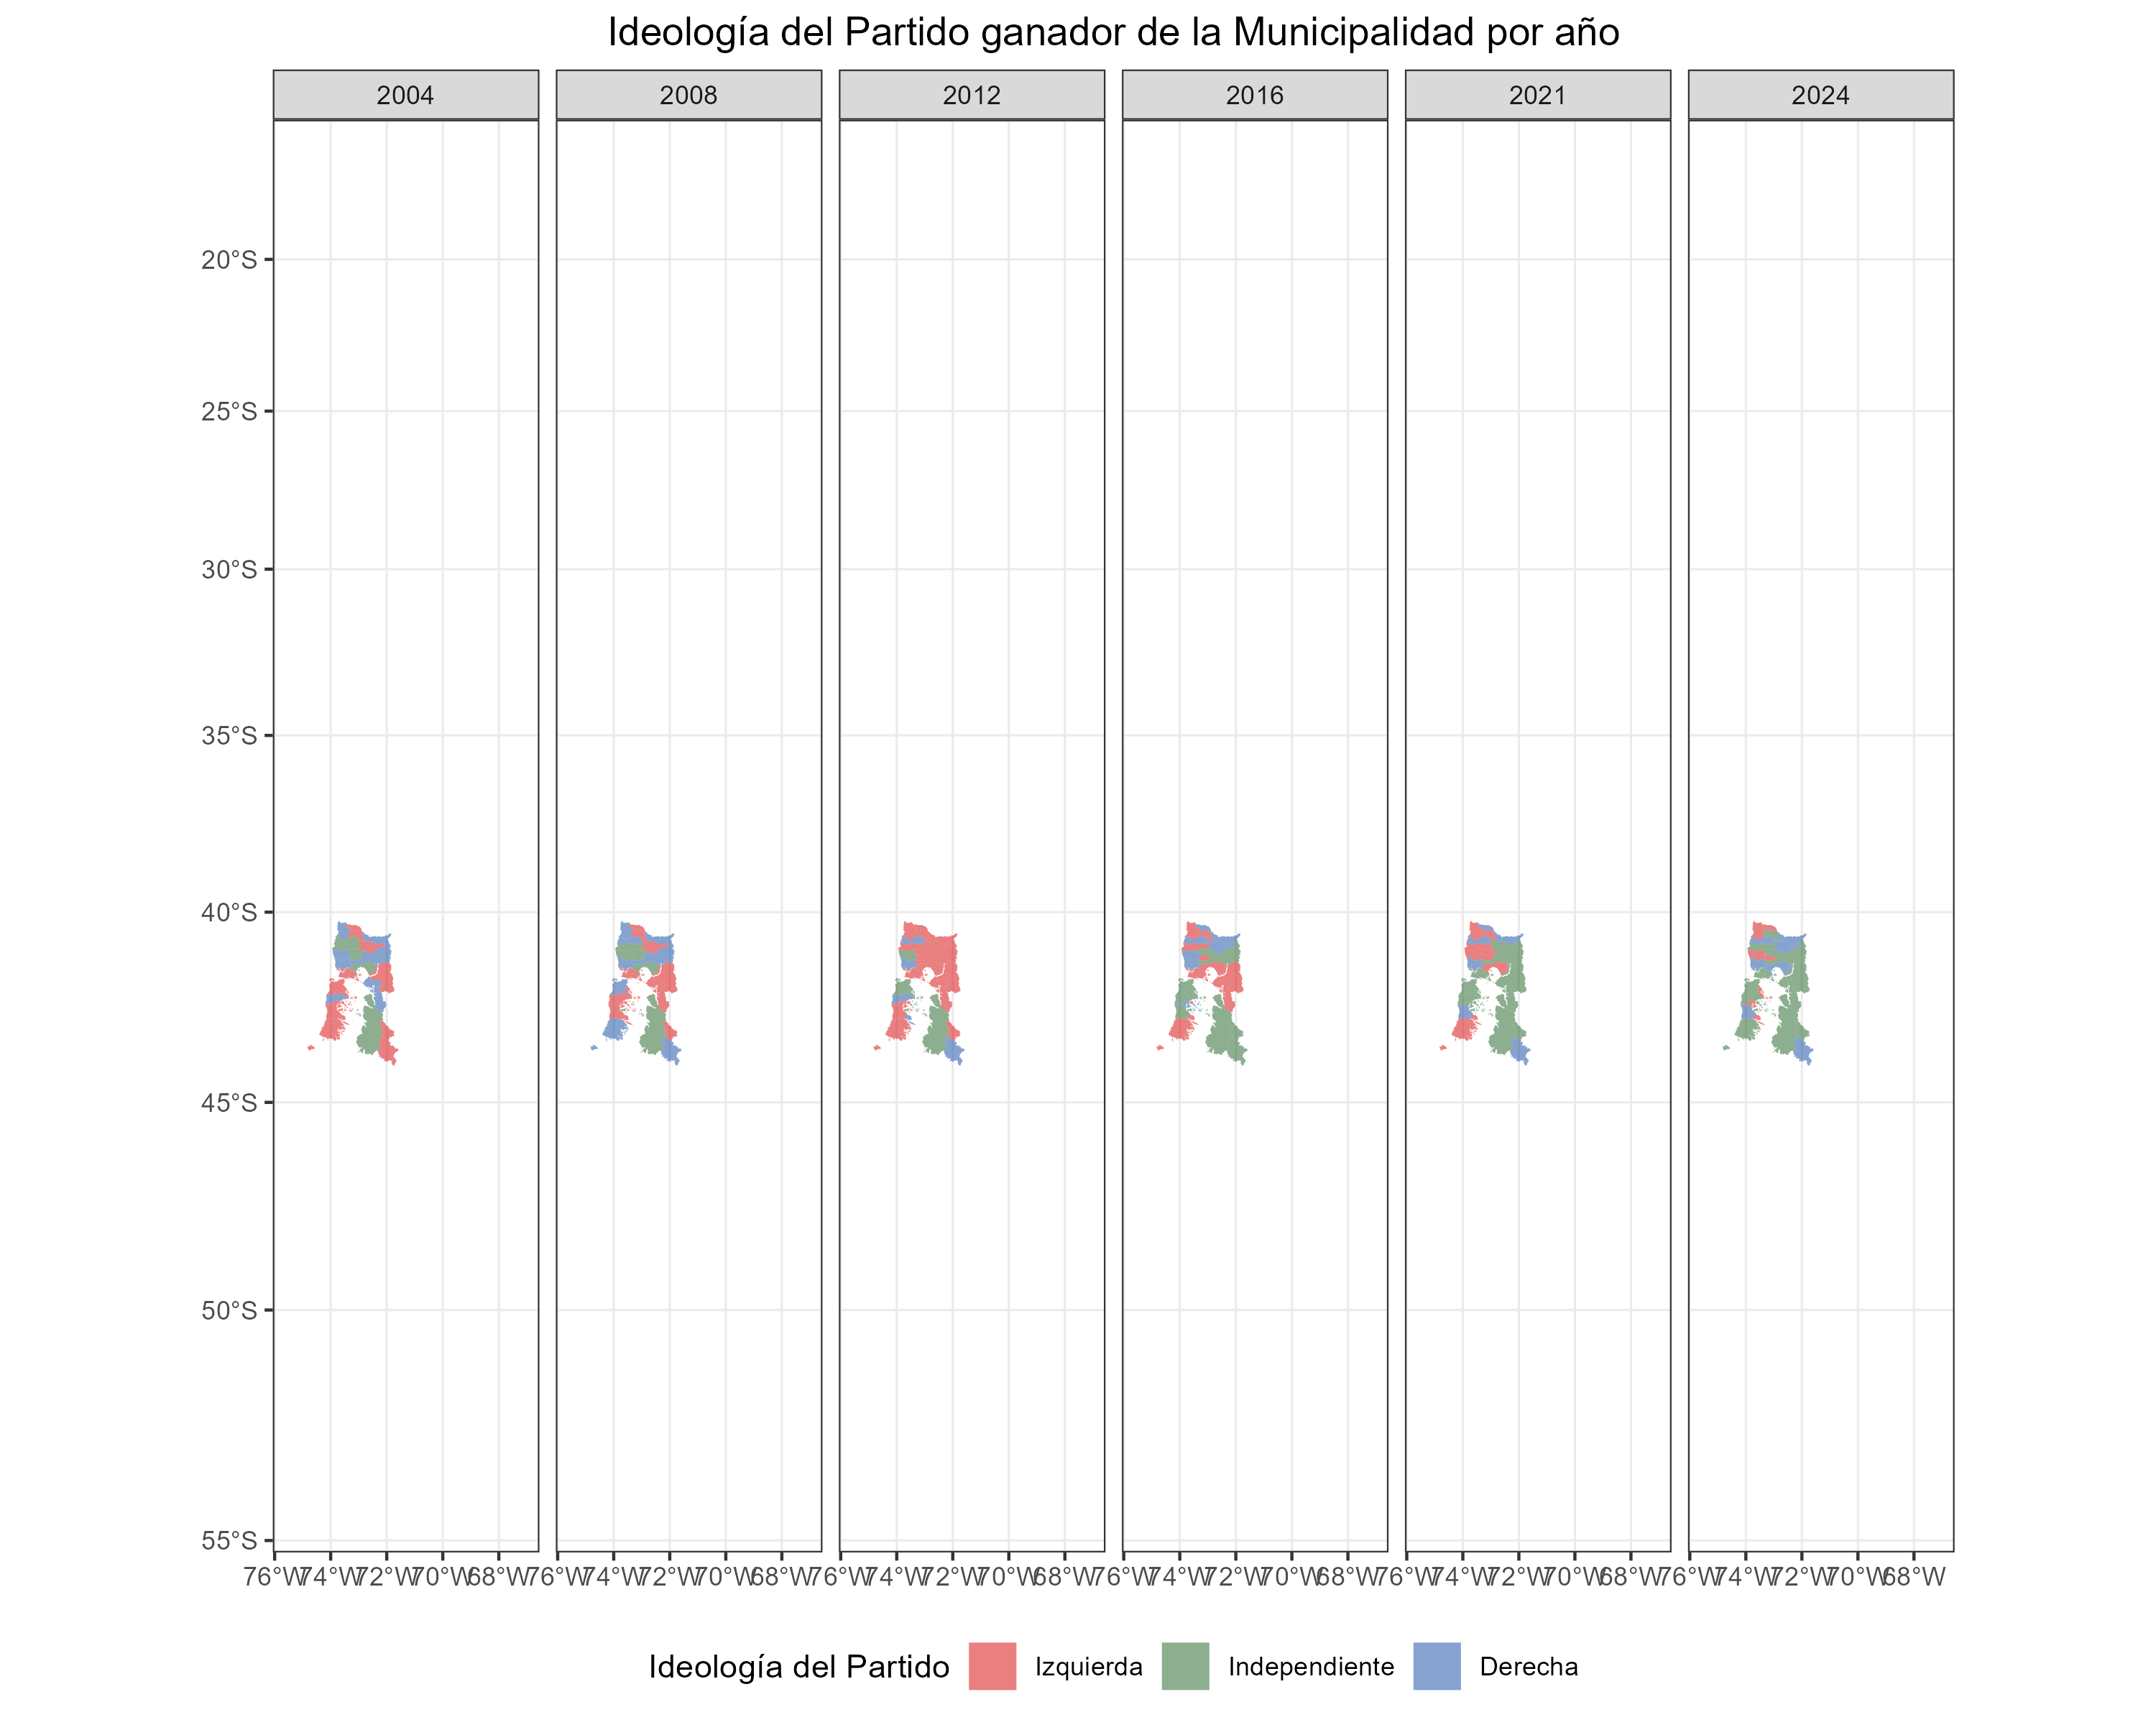 Ideología del Partido ganador de la Municipalidad por año
2004 2008 2012 2016 2021 2024
20°S
25°S
30°S
35°S
40°S
45°S
50°S
55°S
76°W 74°W 72°W 70°W 68°W 76°W 74°W 72°W 70°W 68°W 76°W 74°W 72°W 70°W 68°W 76°W 74°W 72°W 70°W 68°W 76°W 74°W 72°W 70°W 68°W 76°W 74°W 72°W 70°W 68°W
Ideología del Partido Izquierda Independiente Derecha